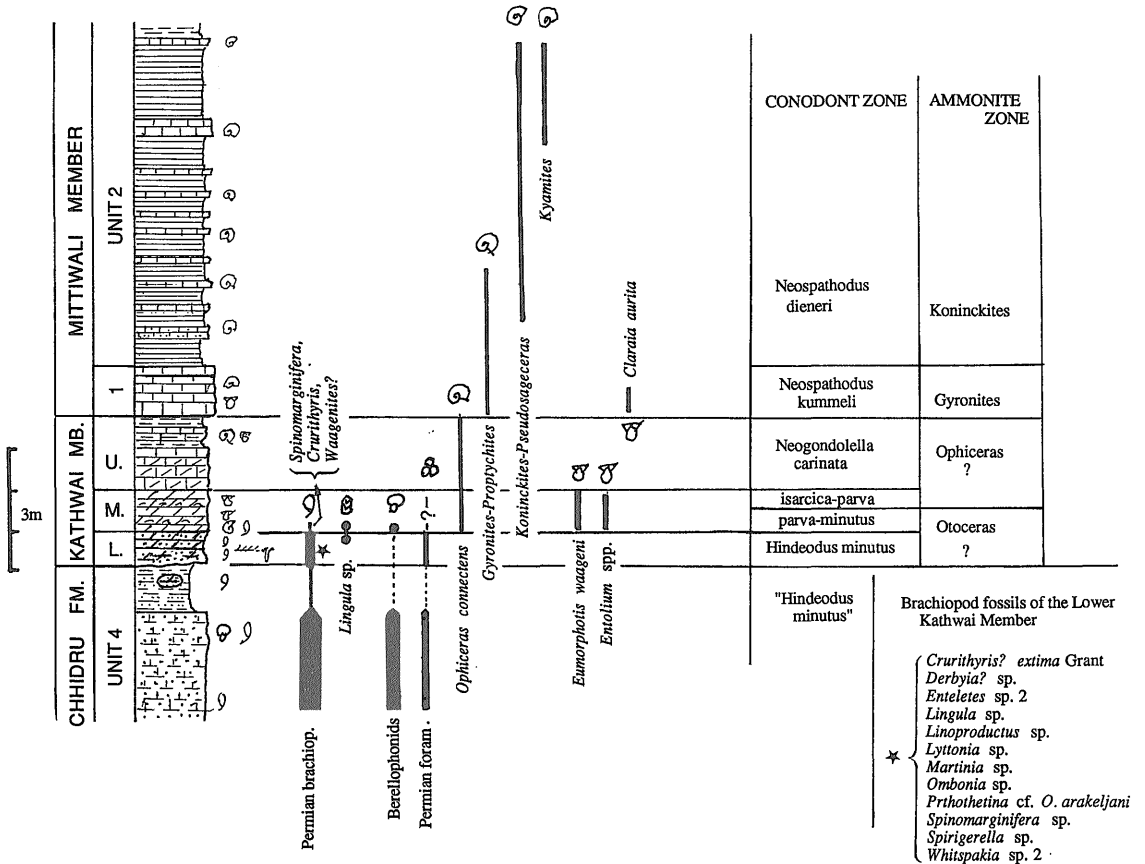 MITTIWALI MEMBER
KATHWAI MB.
CHHIDRU FM.
UNIT 2
1
U.
M.
L.
UNIT 4
3m
Spinomarginifera,
Crurithyris,
Waagenites?
Permian brachiop.
Lingula sp.
Berellophonids
Permian foram.
-?-
Ophiceras connectens
Gyronites-Proptychites
Koninckites-Pseudosageceras
Kyamites
Eumorphotis waageni
Entolium spp.
Claraia aurita
CONODONT ZONE
AMMONITE
ZONE
Neospathodus
dieneri
Koninckites
Neospathodus
kummeli
Gyronites
Neogondolella
carinata
Ophiceras
?
isarcica-parva
parva-minutus
Otoceras
?
Hindeodus minutus
"Hindeodus
minutus"
Brachiopod fossils of the Lower
Kathwai Member
Crurithyris? extima Grant
Derbyia? sp.
Enteletes sp. 2
Lingula sp.
Linoproductus sp.
Lyttonia sp.
Martinia sp.
Ombonia sp.
Prthothetina cf. O. arakeljani
Spinomarginifera sp.
Spirigerella sp.
Whitspakia sp. 2